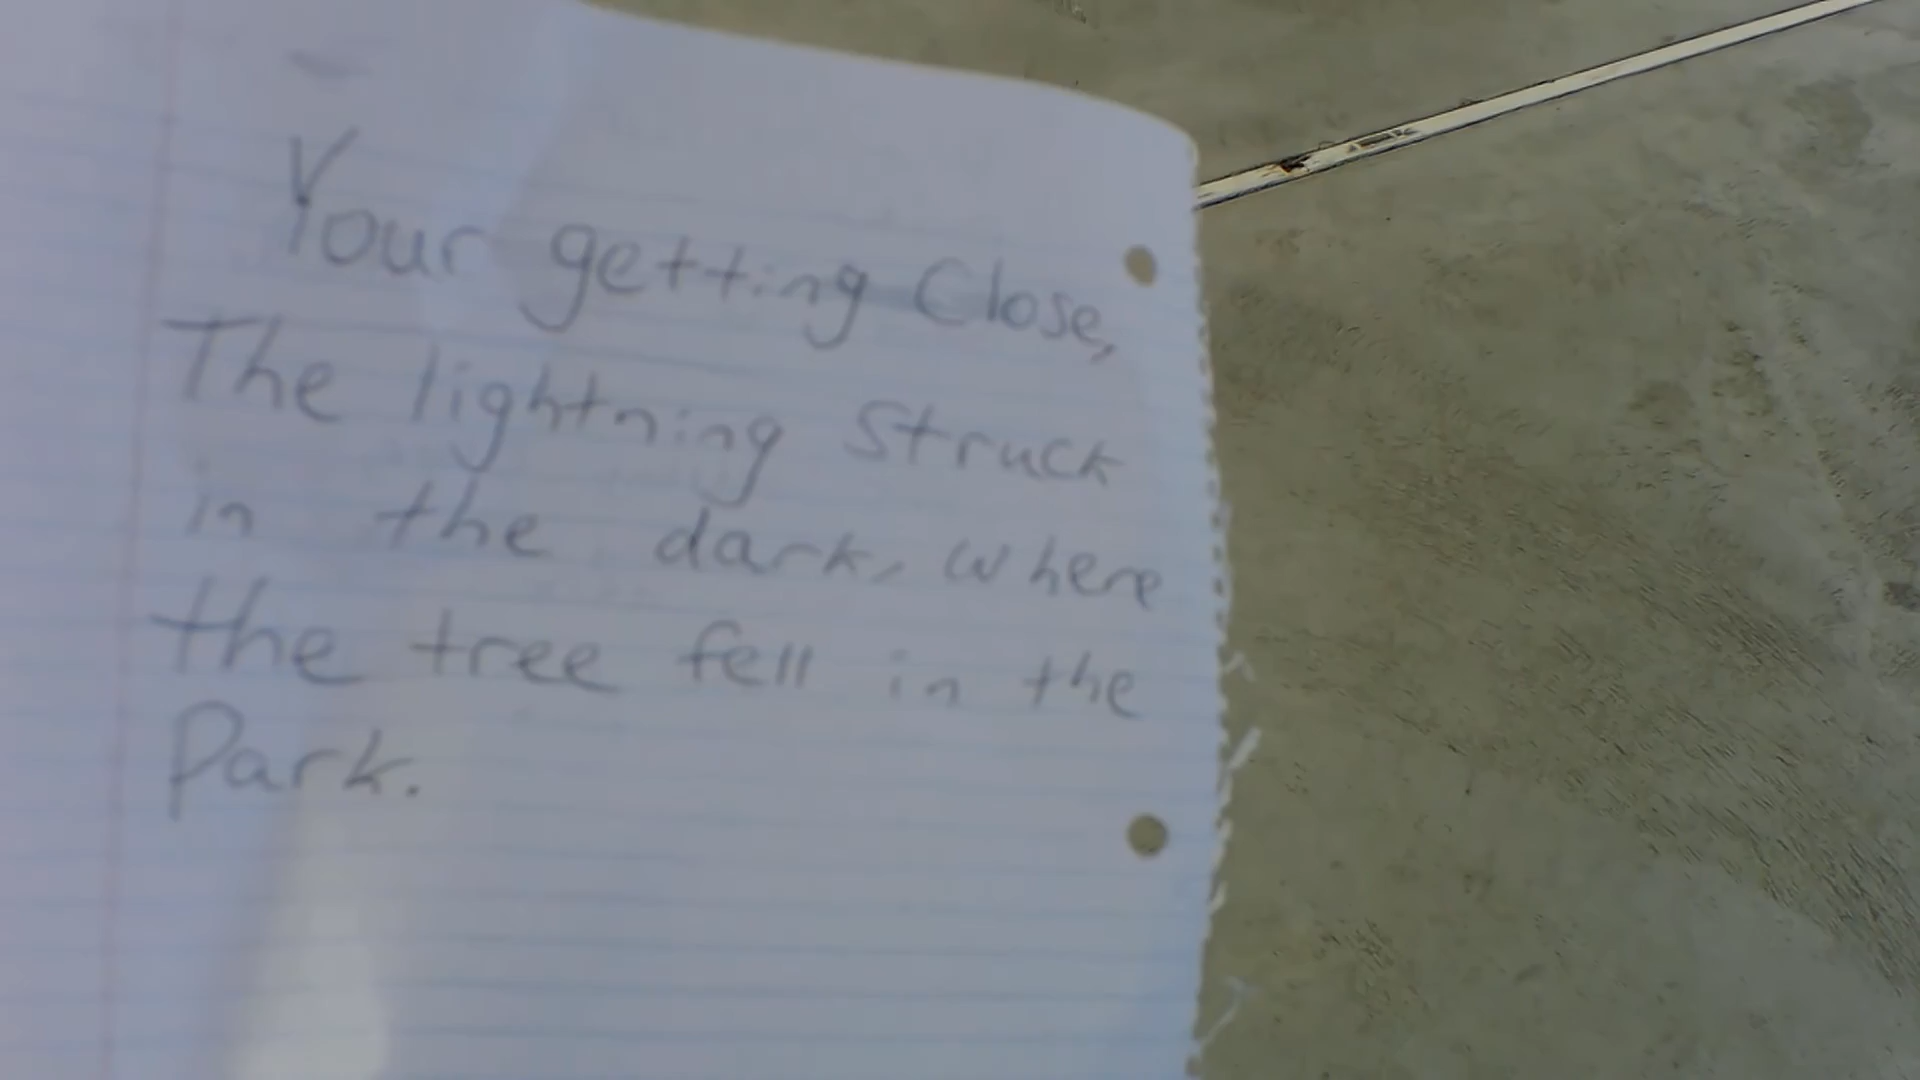 Your getting Close,
The lightning Struck
in the dark, where
the tree fell in the
Park.